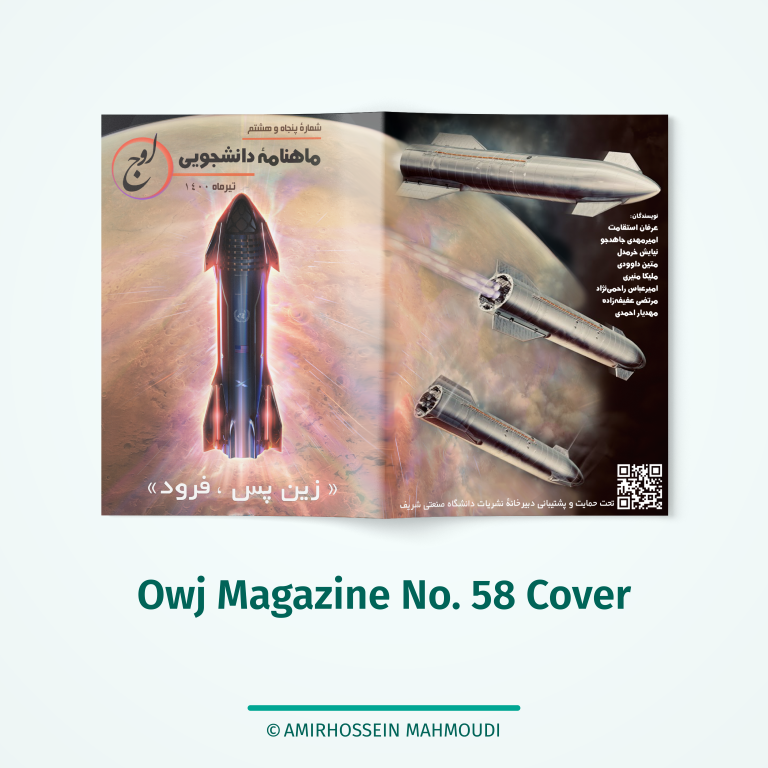 شمارهٔ پنجاه و هشتم
ماهنامهٔ دانشجویی
اوج
تیرماه ۱۴۰۰
« زین پس ، فرود »
نویسندگان:
عرفان استقامت
امیرمهدی جاهدجو
نیایش خرمدل
متین داوودی
ملیکا منیری
امیرعباس راحمی‌نژاد
مرتضی عفیفه‌زاده
مهدیار احمدی
تحت حمایت و پشتیبانی دبیرخانهٔ نشریات دانشگاه صنعتی شریف
Owj Magazine No. 58 Cover
© AMIRHOSSEIN MAHMOUDI